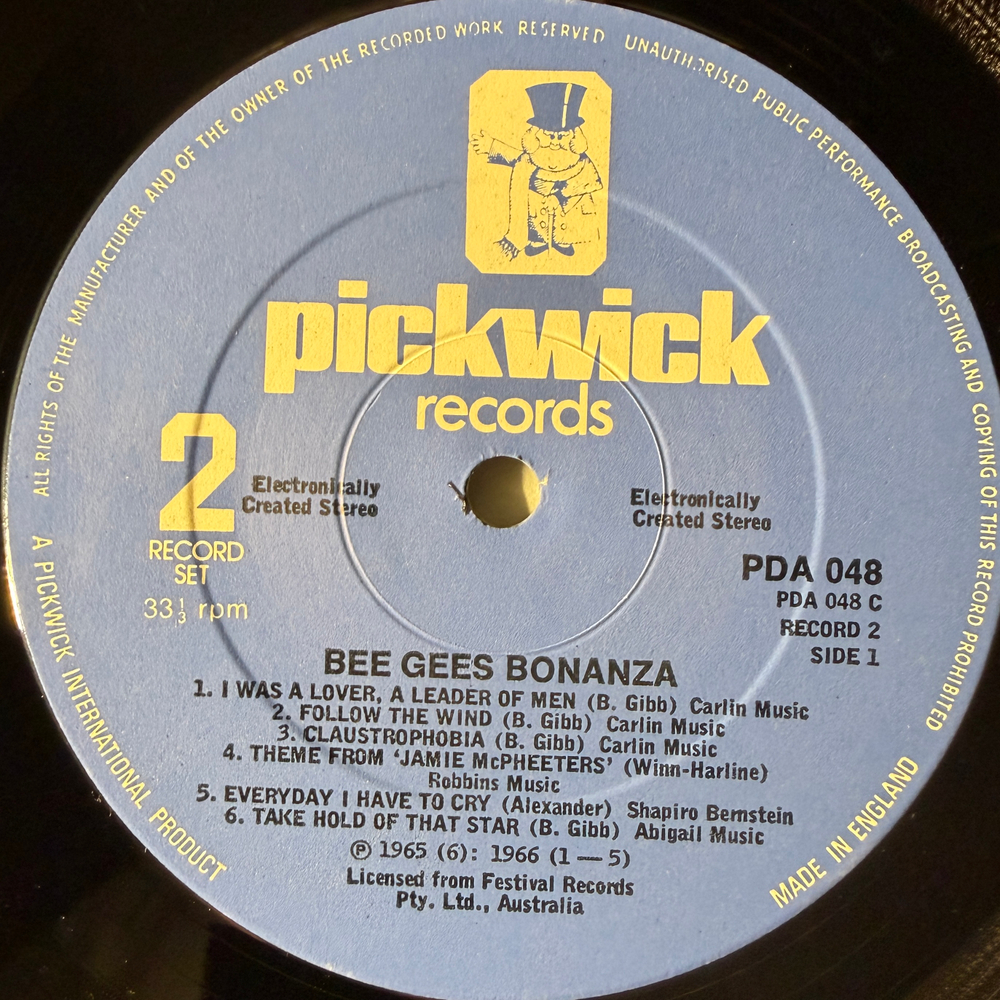 ALL RIGHTS OF THE MANUFACTURER AND OF THE OWNER OF THE RECORDED WORK RESERVED UNAUTHORISED PUBLIC PERFORMANCE BROADCASTING AND COPYING OF THIS RECORD PROHIBITED
pickwick
records
2
RECORD
SET
33⅓ rpm
Electronically
Created Stereo
Electronically
Created Stereo
PDA 048
PDA 048 C
RECORD 2
SIDE 1
BEE GEES BONANZA
1. I WAS A LOVER, A LEADER OF MEN (B. Gibb) Carlin Music
2. FOLLOW THE WIND (B. Gibb) Carlin Music
3. CLAUSTROPHOBIA (B. Gibb) Carlin Music
4. THEME FROM ‘JAMIE McPHEETERS’ (Winn-Harline)
Robbins Music
5. EVERYDAY I HAVE TO CRY (Alexander) Shapiro Bernstein
6. TAKE HOLD OF THAT STAR (B. Gibb) Abigail Music
℗ 1965 (6): 1966 (1 — 5)
Licensed from Festival Records
Pty. Ltd., Australia
A PICKWICK INTERNATIONAL PRODUCT
MADE IN ENGLAND